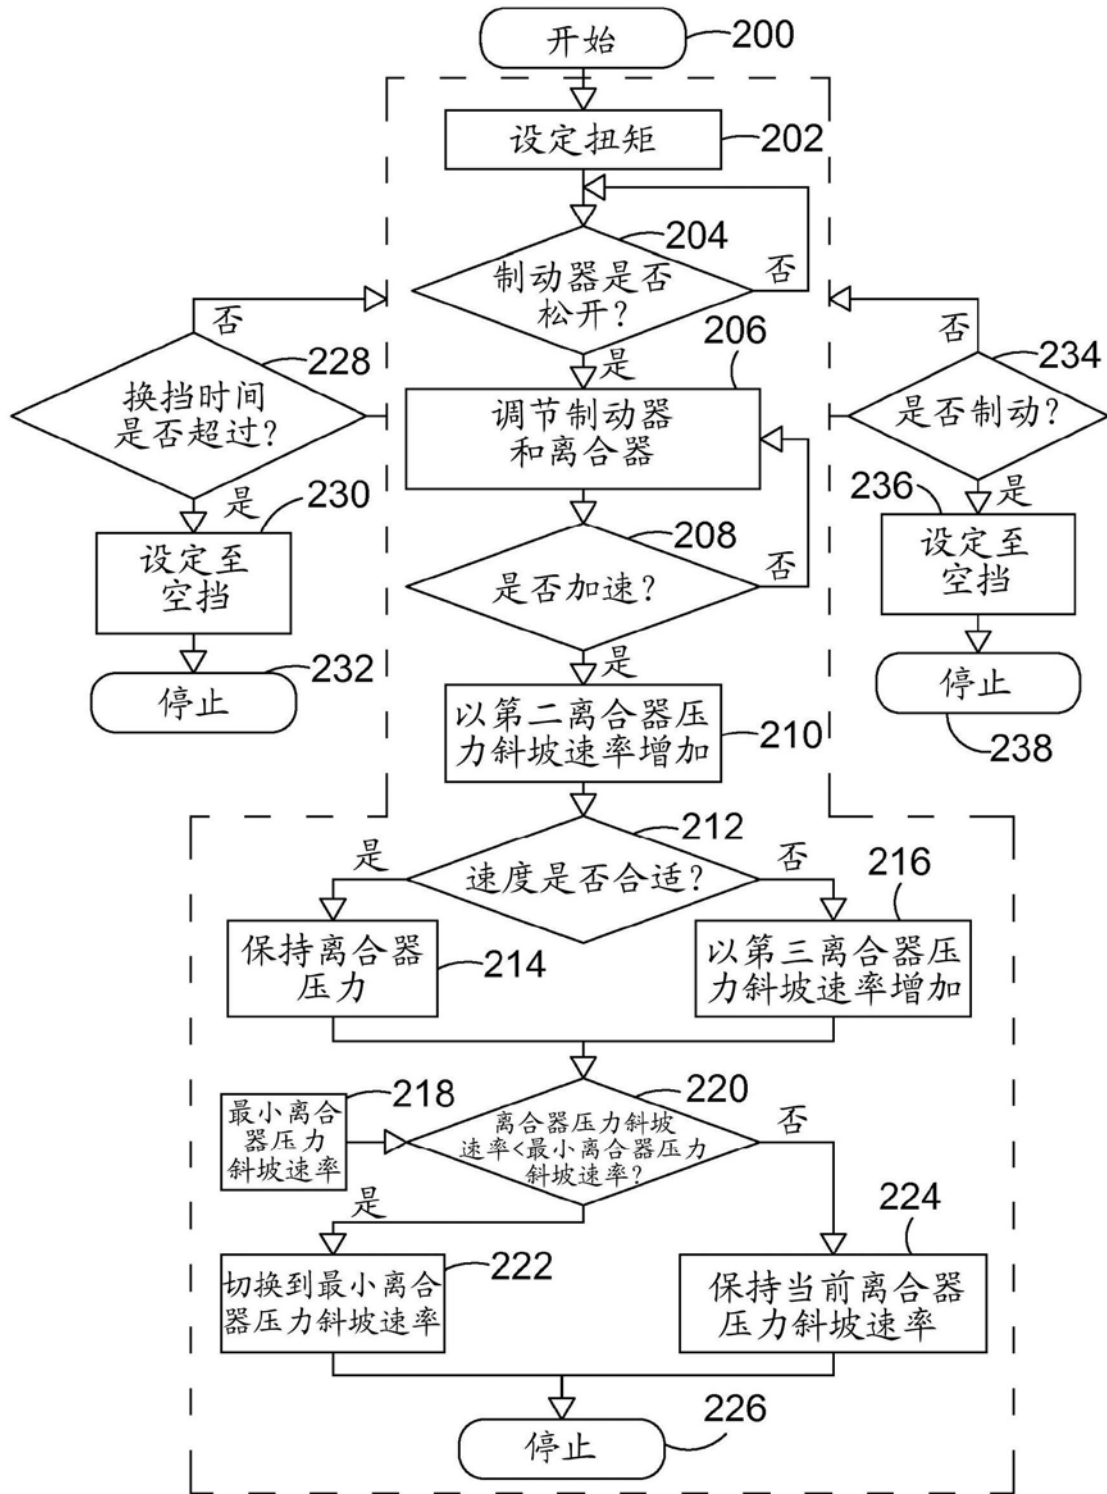 开始
200
设定扭矩
202
204
制动器是否
松开?
否
是
206
调节制动器
和离合器
否
228
换挡时间
是否超过?
是
230
设定至
空挡
232
停止
否
234
是否制动?
是
236
设定至
空挡
停止
238
208
是否加速?
否
是
以第二离合器压
力斜坡速率增加
210
212
速度是否合适?
是
否
保持离合器
压力
214
216
以第三离合器压
力斜坡速率增加
218
最小离合
器压力
斜坡速率
220
离合器压力斜坡
速率<最小离合器压力
斜坡速率?
否
是
切换到最小离合
器压力斜坡速率
222
224
保持当前离合器
压力斜坡速率
226
停止